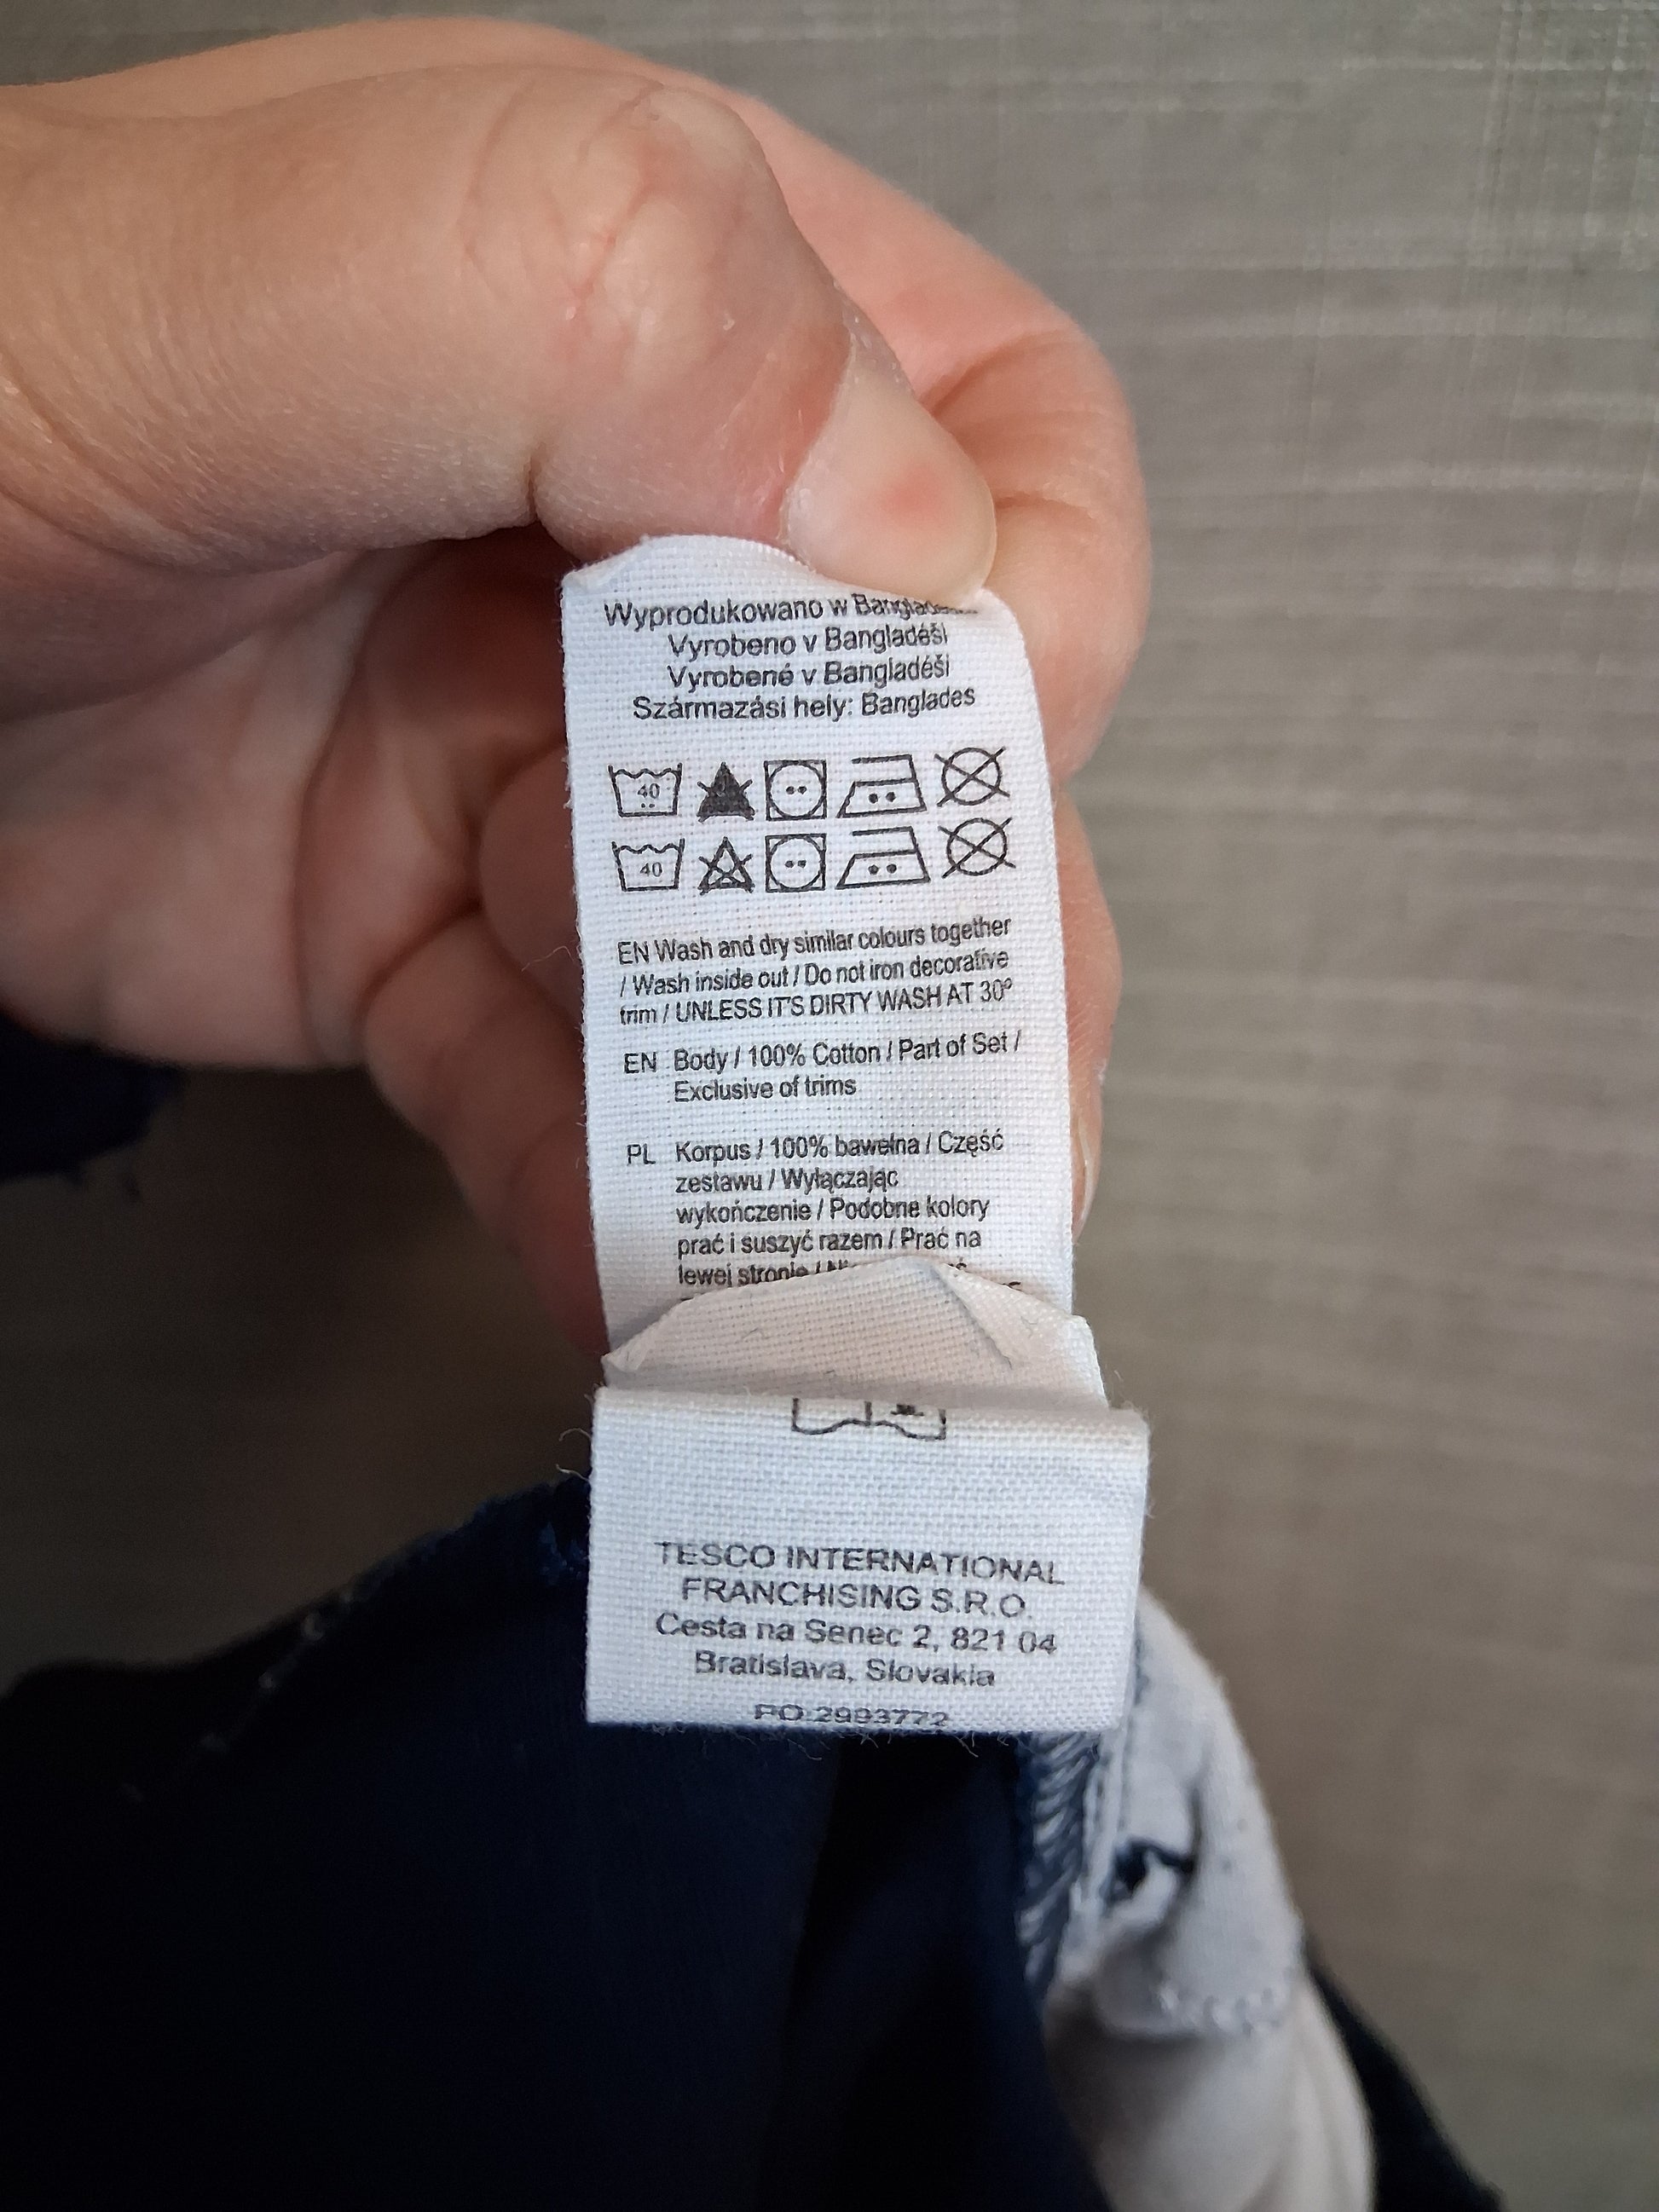 Wyprodukowano w
Vyrobeno v Bangladéši
Vyrobené v Bangladéši
Származási hely: Banglades
40
40
EN Wash and dry similar colours together
/ Wash inside out / Do not iron decorative
trim / UNLESS IT'S DIRTY WASH AT 30º
EN Body / 100% Cotton / Part of Set /
Exclusive of trims
PL Korpus / 100% bawełna / Część
zestawu / Wyłączając
wykończenie / Podobne kolory
prać i suszyć razem / Prać na
lewej stronie /
TESCO INTERNATIONAL
FRANCHISING S.R.O.
Cesta na Senec 2, 821 04
Bratislava, Slovakia
PO:2993772